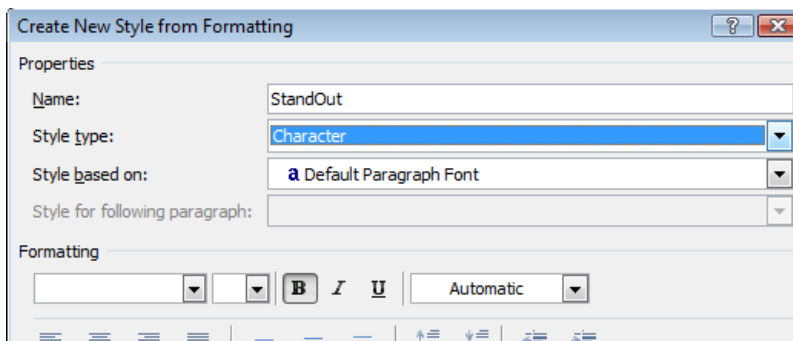 Create New Style from Formatting
Properties
Name: StandOut
Style type: Character
Style based on: a Default Paragraph Font
Style for following paragraph:
Formatting
B I U Automatic